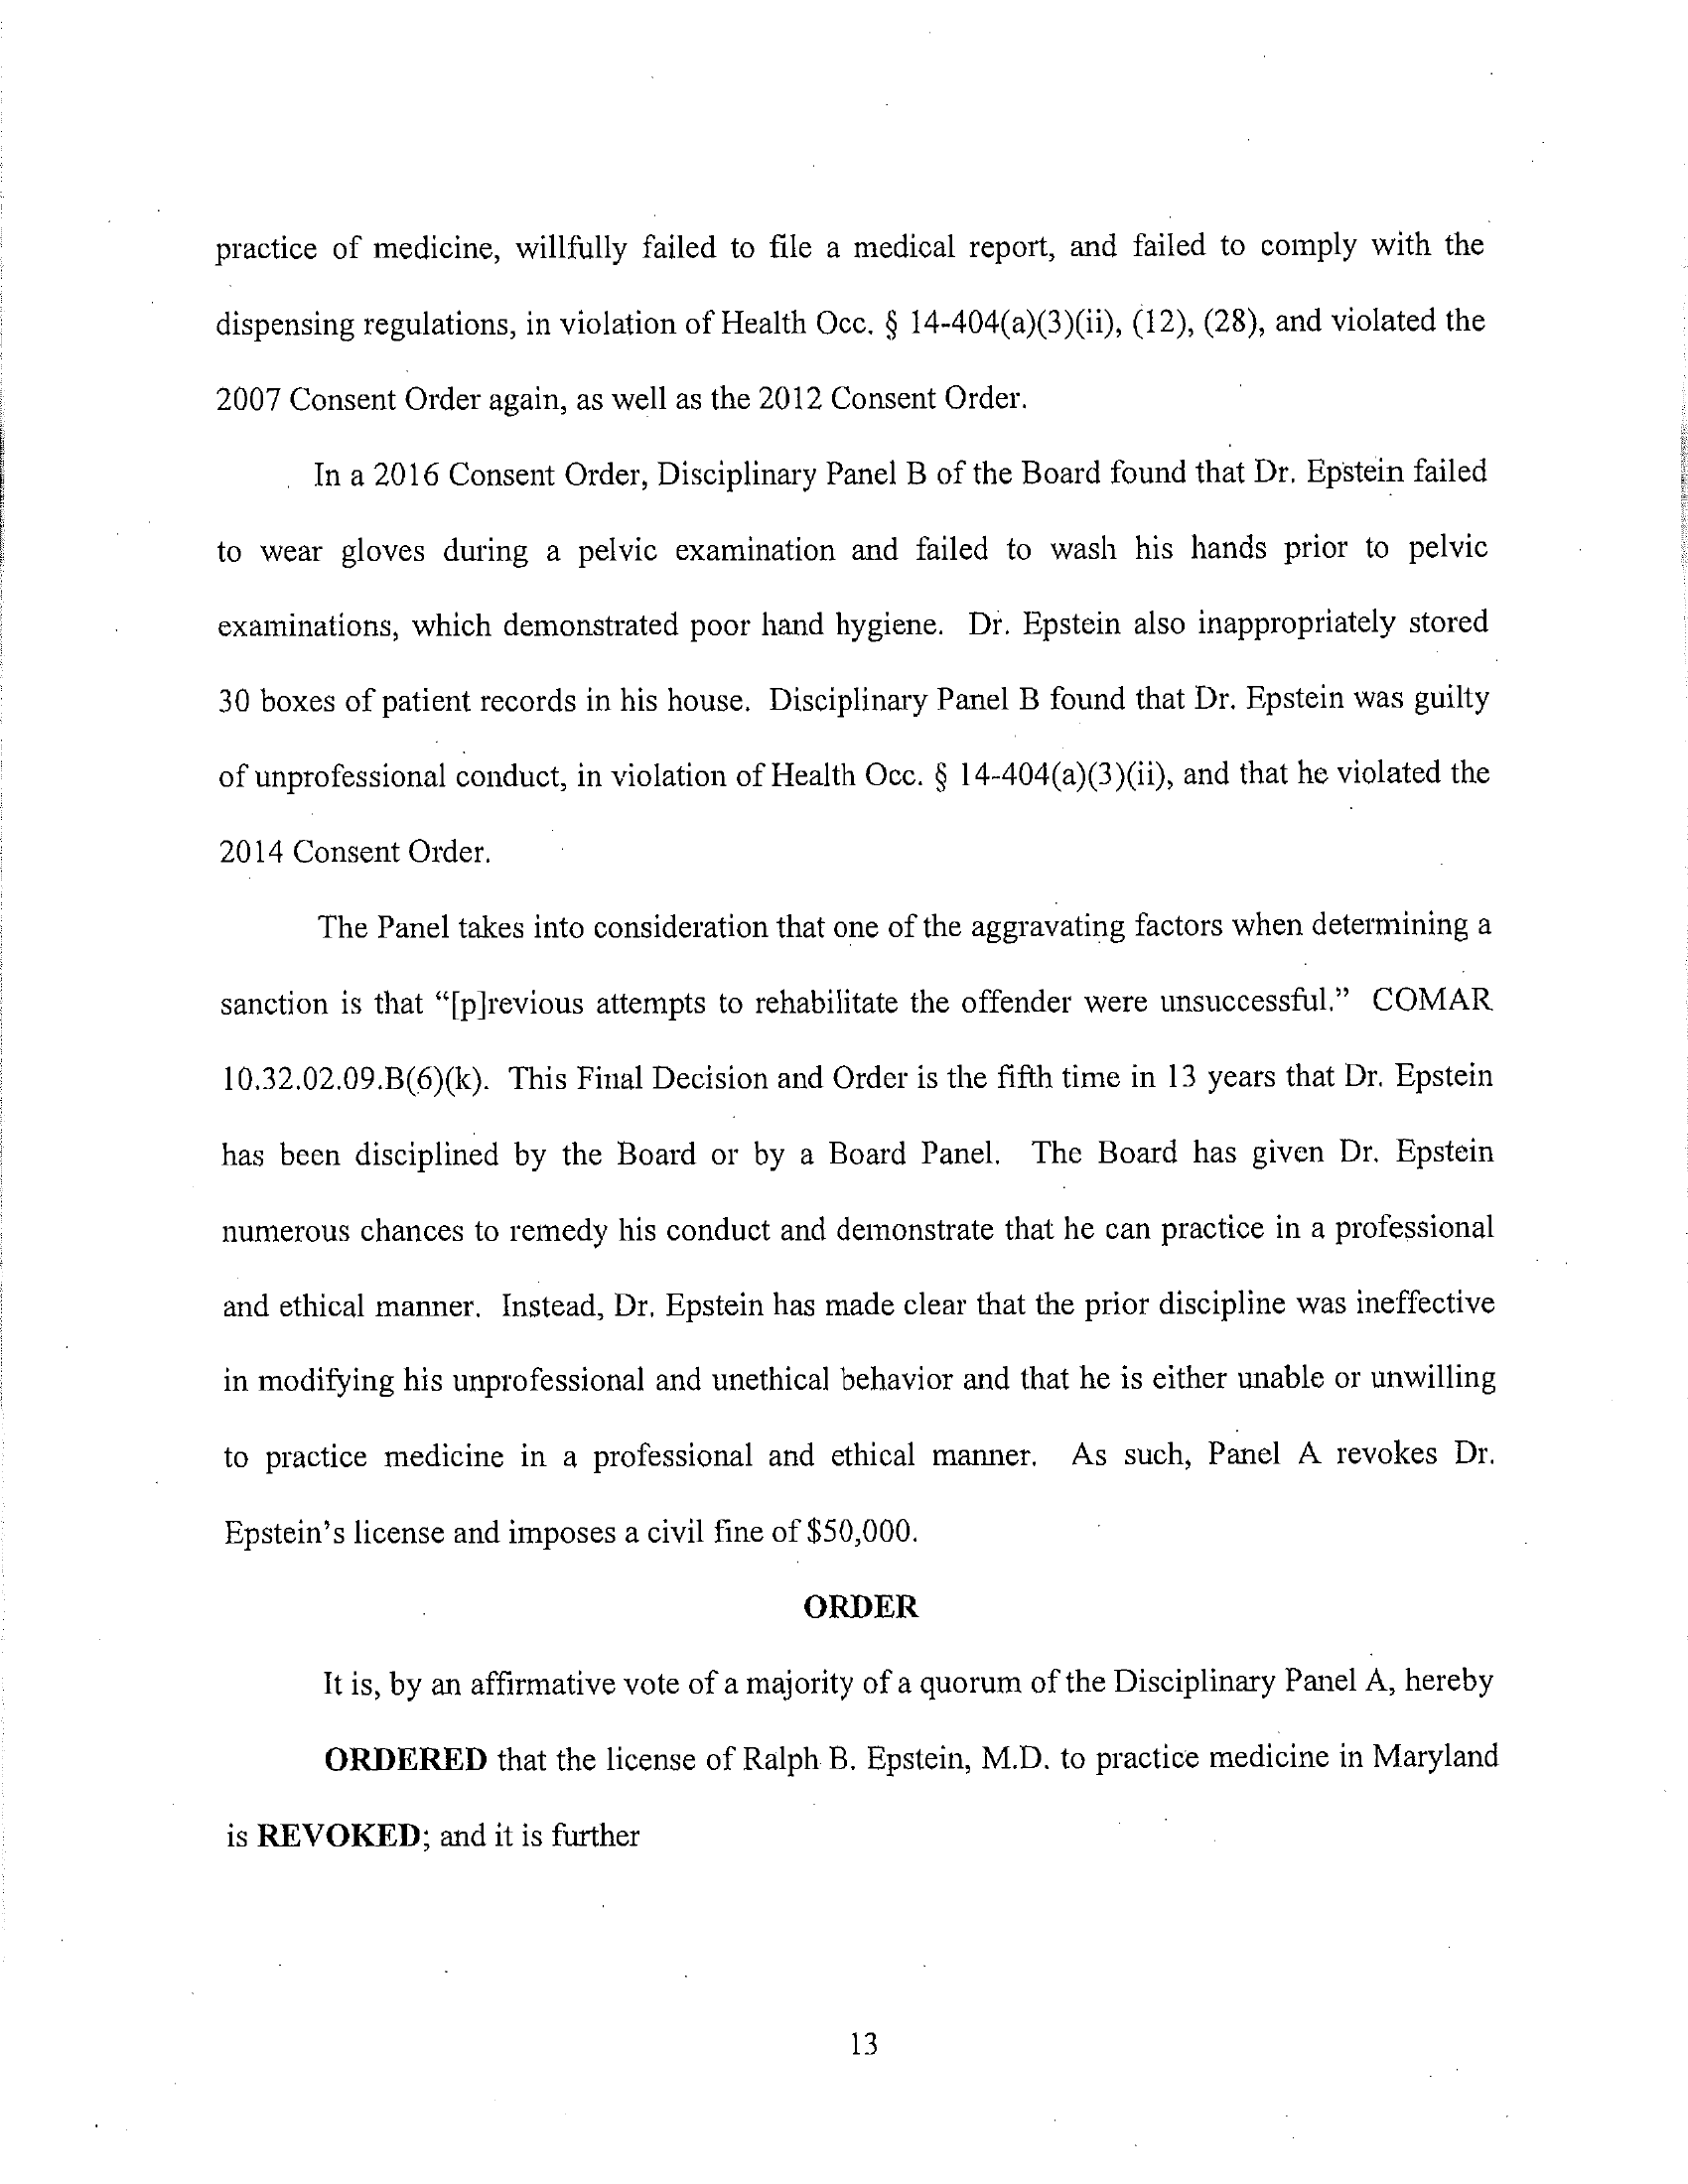 practice of medicine, willfully failed to file a medical report, and failed to comply with the
dispensing regulations, in violation of Health Occ. § 14-404(a)(3)(ii), (12), (28), and violated the
2007 Consent Order again, as well as the 2012 Consent Order.
In a 2016 Consent Order, Disciplinary Panel B of the Board found that Dr. Epstein failed
to wear gloves during a pelvic examination and failed to wash his hands prior to pelvic
examinations, which demonstrated poor hand hygiene. Dr. Epstein also inappropriately stored
30 boxes of patient records in his house. Disciplinary Panel B found that Dr. Epstein was guilty
of unprofessional conduct, in violation of Health Occ. § 14-404(a)(3)(ii), and that he violated the
2014 Consent Order.
The Panel takes into consideration that one of the aggravating factors when determining a
sanction is that “[p]revious attempts to rehabilitate the offender were unsuccessful.” COMAR
10.32.02.09.B(6)(k). This Final Decision and Order is the fifth time in 13 years that Dr. Epstein
has been disciplined by the Board or by a Board Panel. The Board has given Dr. Epstein
numerous chances to remedy his conduct and demonstrate that he can practice in a professional
and ethical manner. Instead, Dr. Epstein has made clear that the prior discipline was ineffective
in modifying his unprofessional and unethical behavior and that he is either unable or unwilling
to practice medicine in a professional and ethical manner. As such, Panel A revokes Dr.
Epstein’s license and imposes a civil fine of $50,000.
ORDER
It is, by an affirmative vote of a majority of a quorum of the Disciplinary Panel A, hereby
ORDERED that the license of Ralph B. Epstein, M.D. to practice medicine in Maryland
is REVOKED; and it is further
13